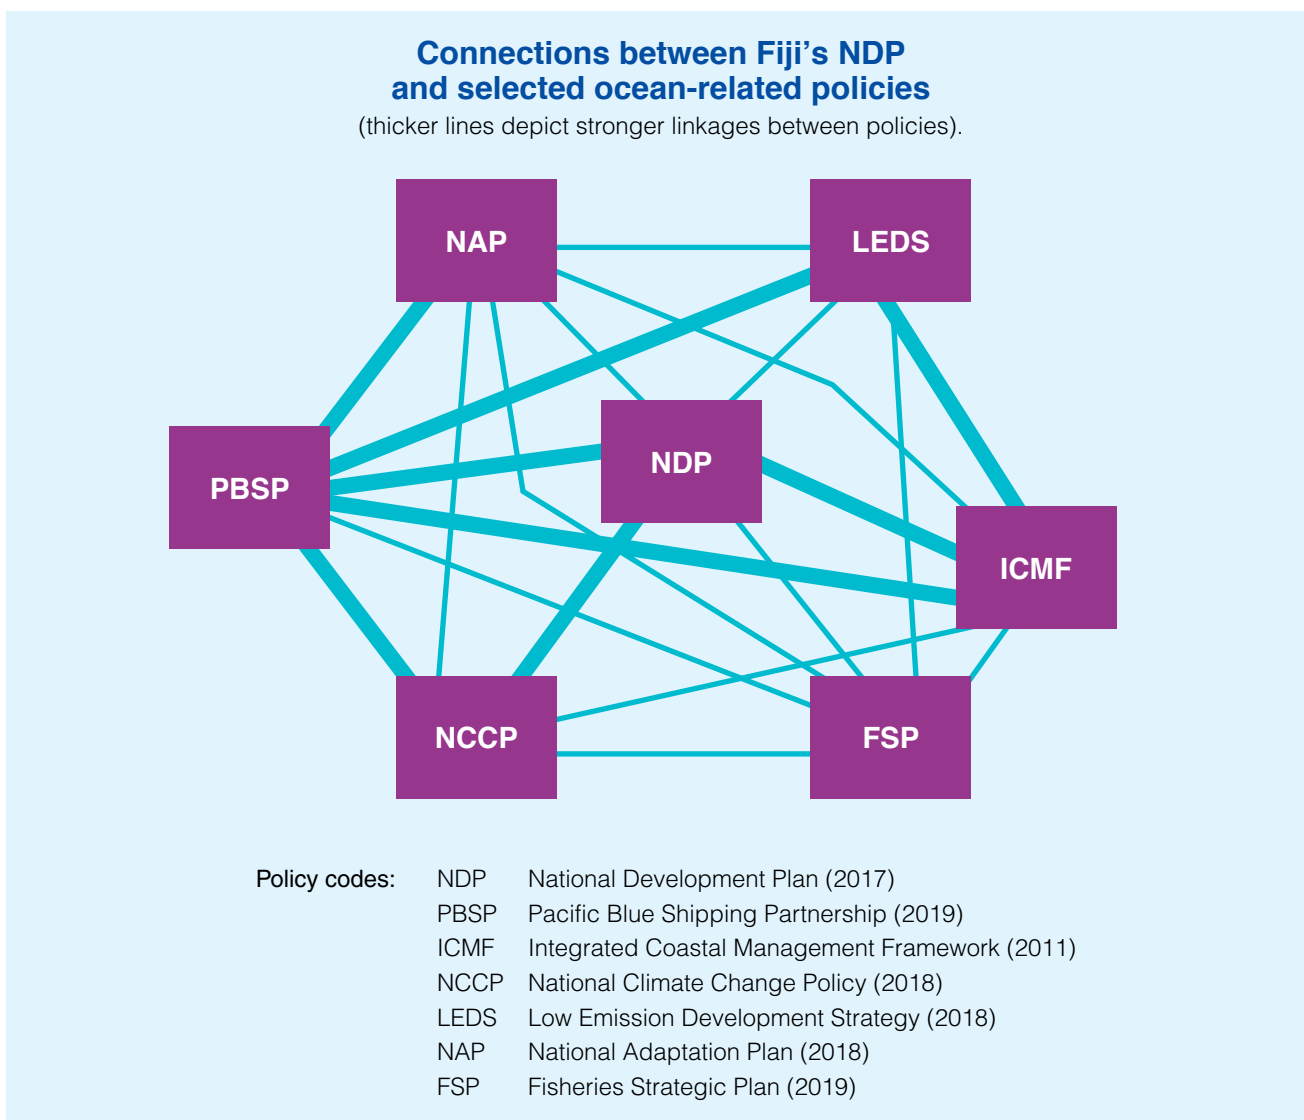 Connections between Fiji’s NDP
and selected ocean-related policies
(thicker lines depict stronger linkages between policies).
NAP
LEDS
NDP
PBSP
ICMF
NCCP
FSP
Policy codes:
NDP National Development Plan (2017)
PBSP Pacific Blue Shipping Partnership (2019)
ICMF Integrated Coastal Management Framework (2011)
NCCP National Climate Change Policy (2018)
LEDS Low Emission Development Strategy (2018)
NAP National Adaptation Plan (2018)
FSP Fisheries Strategic Plan (2019)